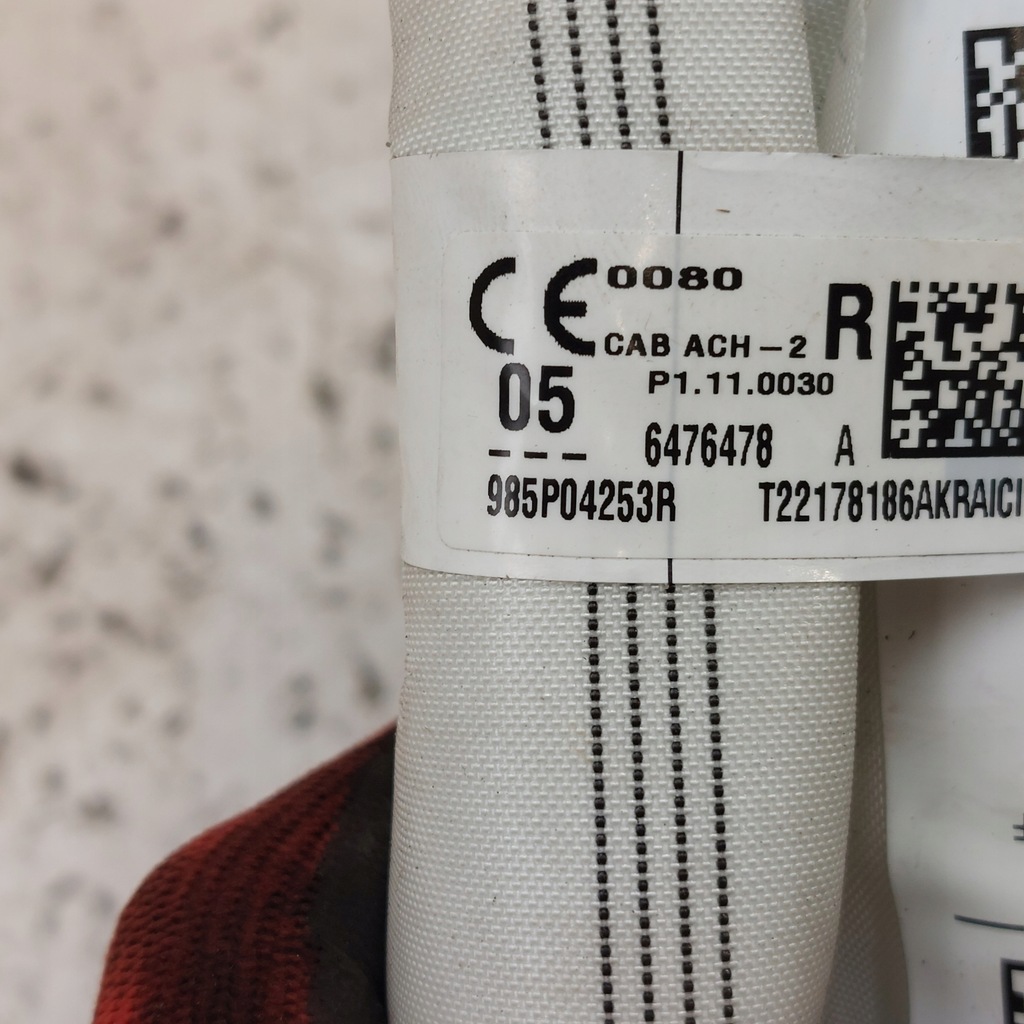 CE 0080
CAB ACH-2 R
05 P1.11.0030
--- 6476478 A
985P04253R T22178186AKRAICI